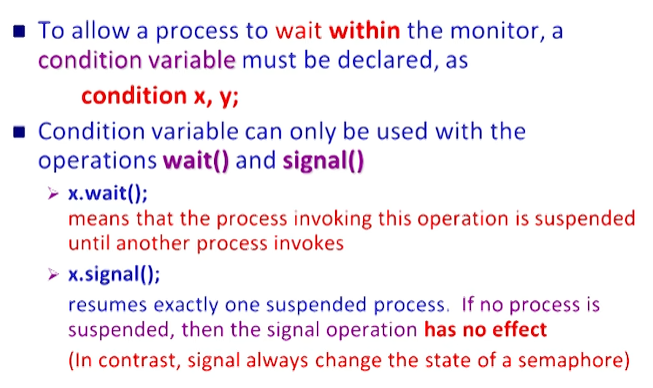 To allow a process to wait within the monitor, a
condition variable must be declared, as
condition x, y;
Condition variable can only be used with the
operations wait() and signal()
x.wait();
means that the process invoking this operation is suspended
until another process invokes
x.signal();
resumes exactly one suspended process. If no process is
suspended, then the signal operation has no effect
(In contrast, signal always change the state of a semaphore)